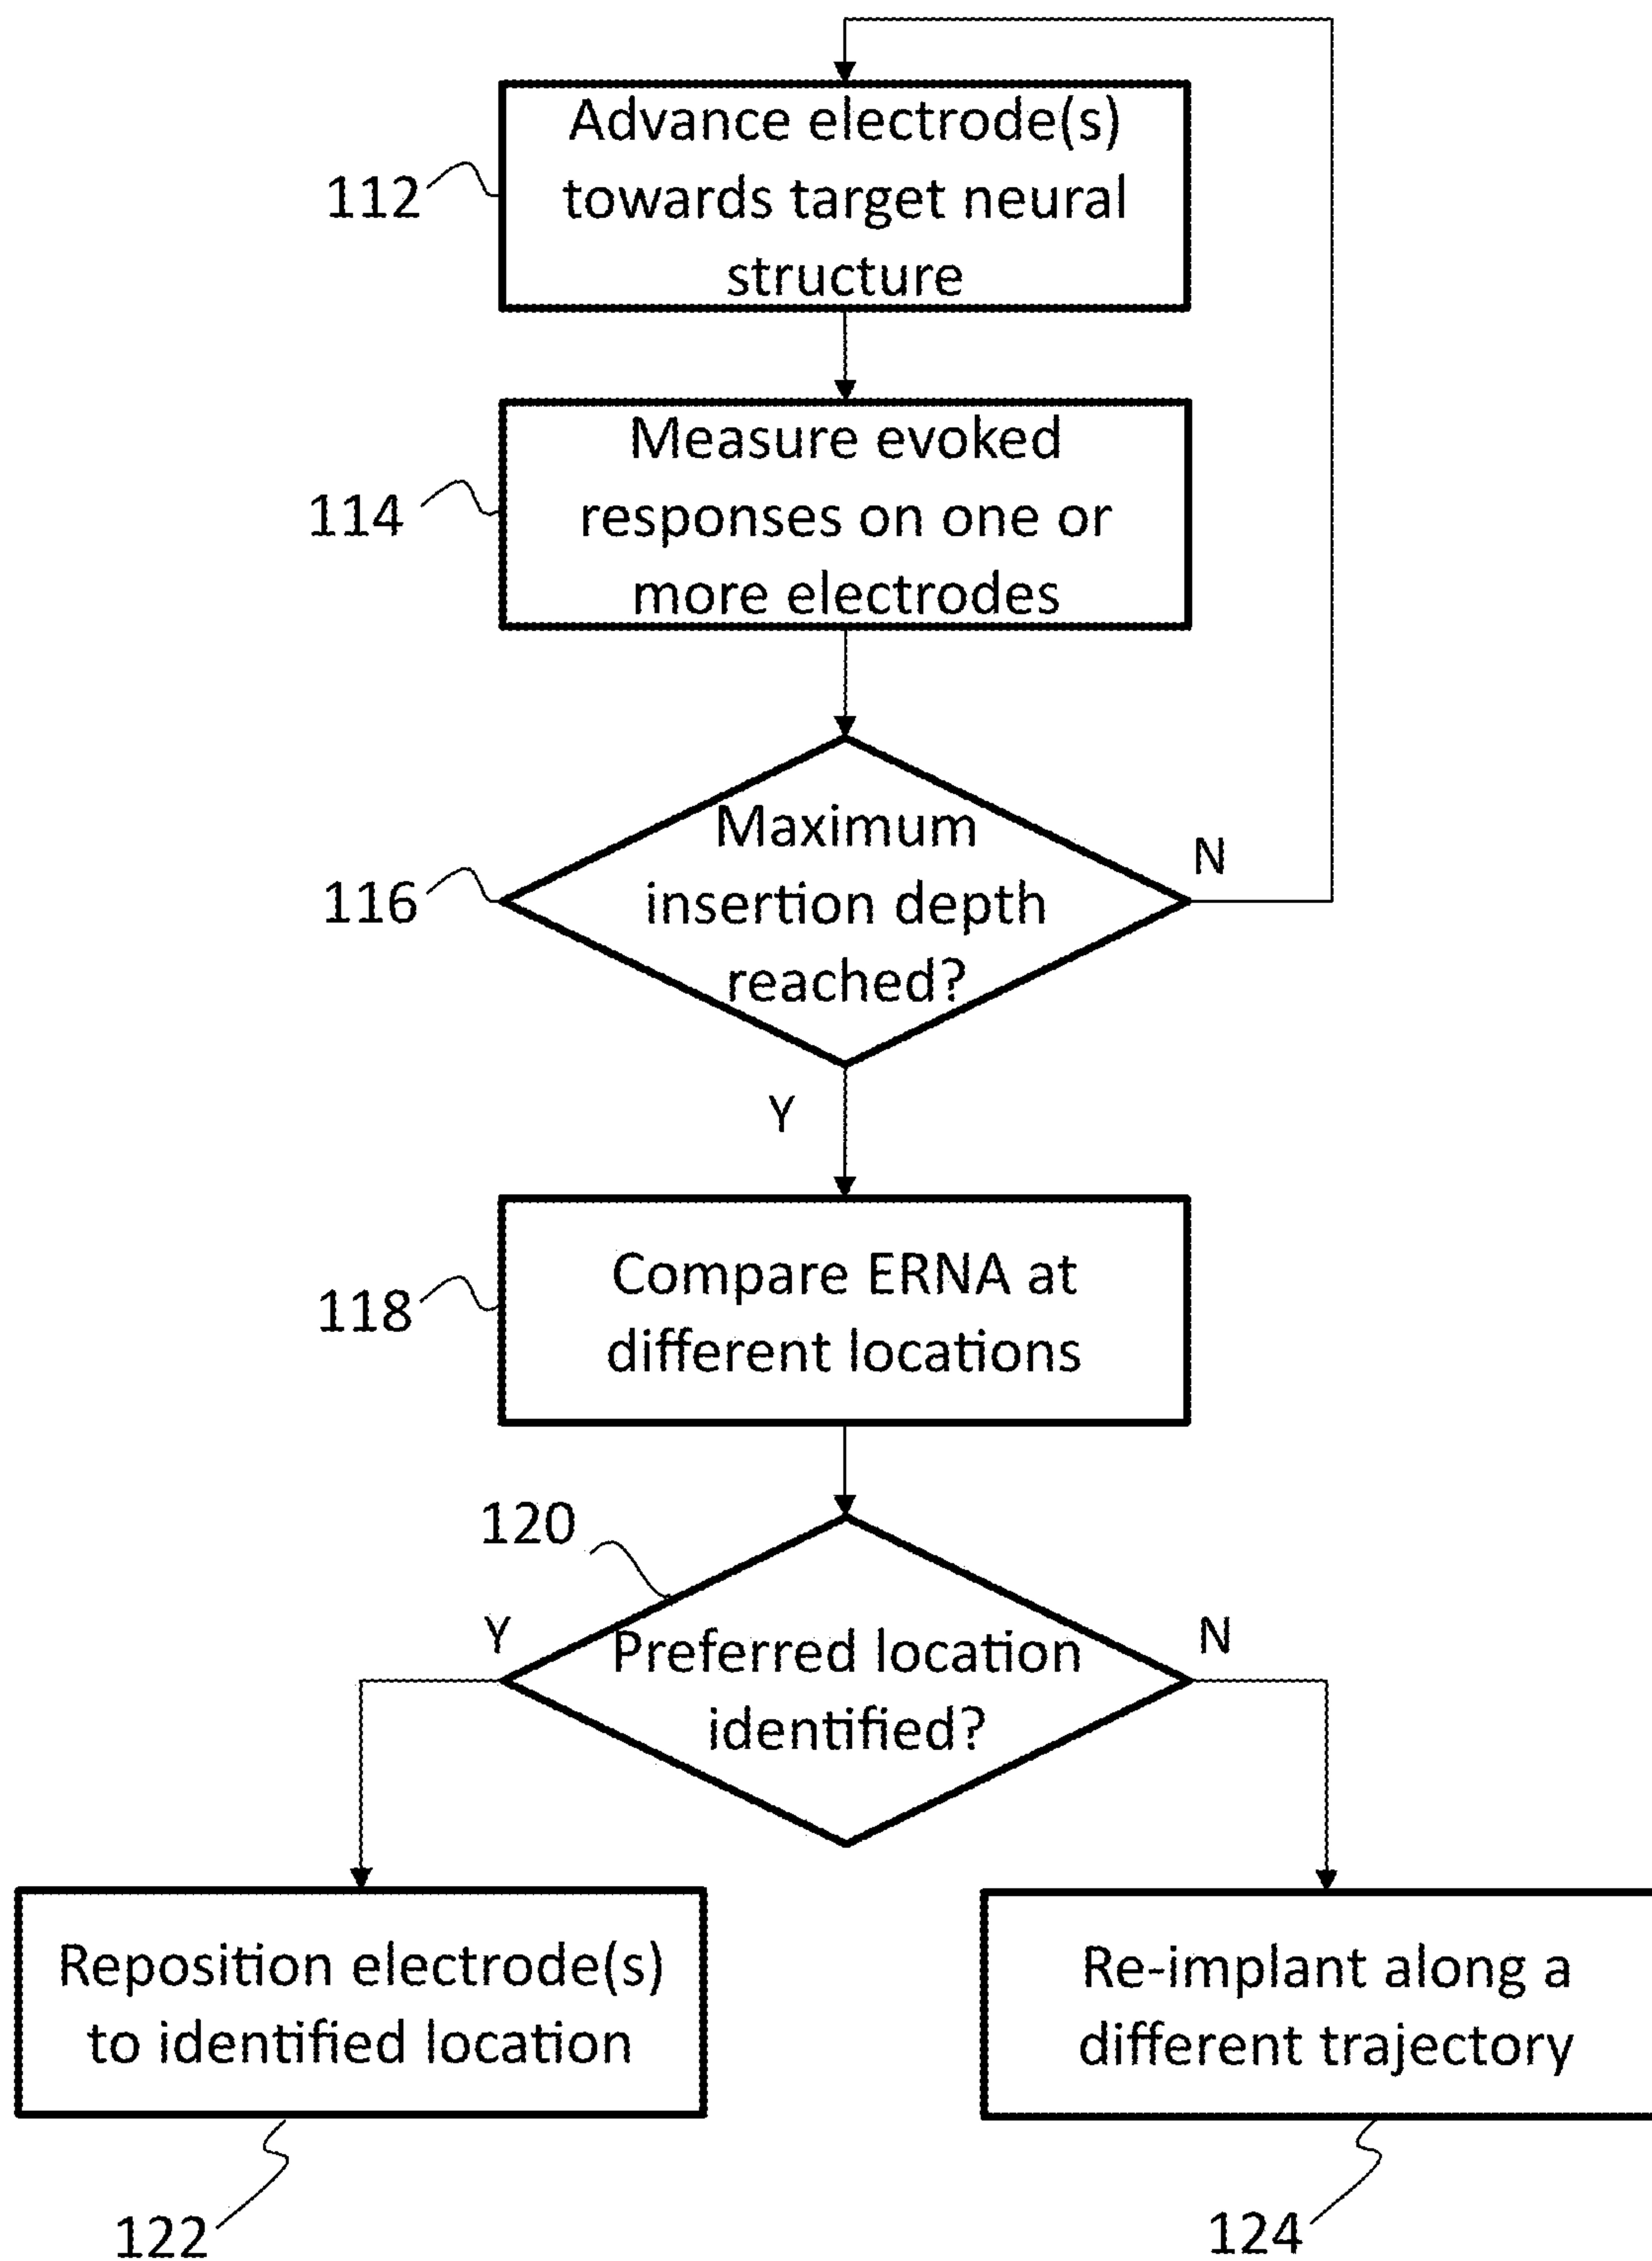 Advance electrode(s)
towards target neural
structure
112
Measure evoked
responses on one or
more electrodes
114
Maximum
insertion depth
reached?
116
N
Y
Compare ERNA at
different locations
118
120
Preferred location
identified?
Y
N
Reposition electrode(s)
to identified location
Re-implant along a
different trajectory
122
124